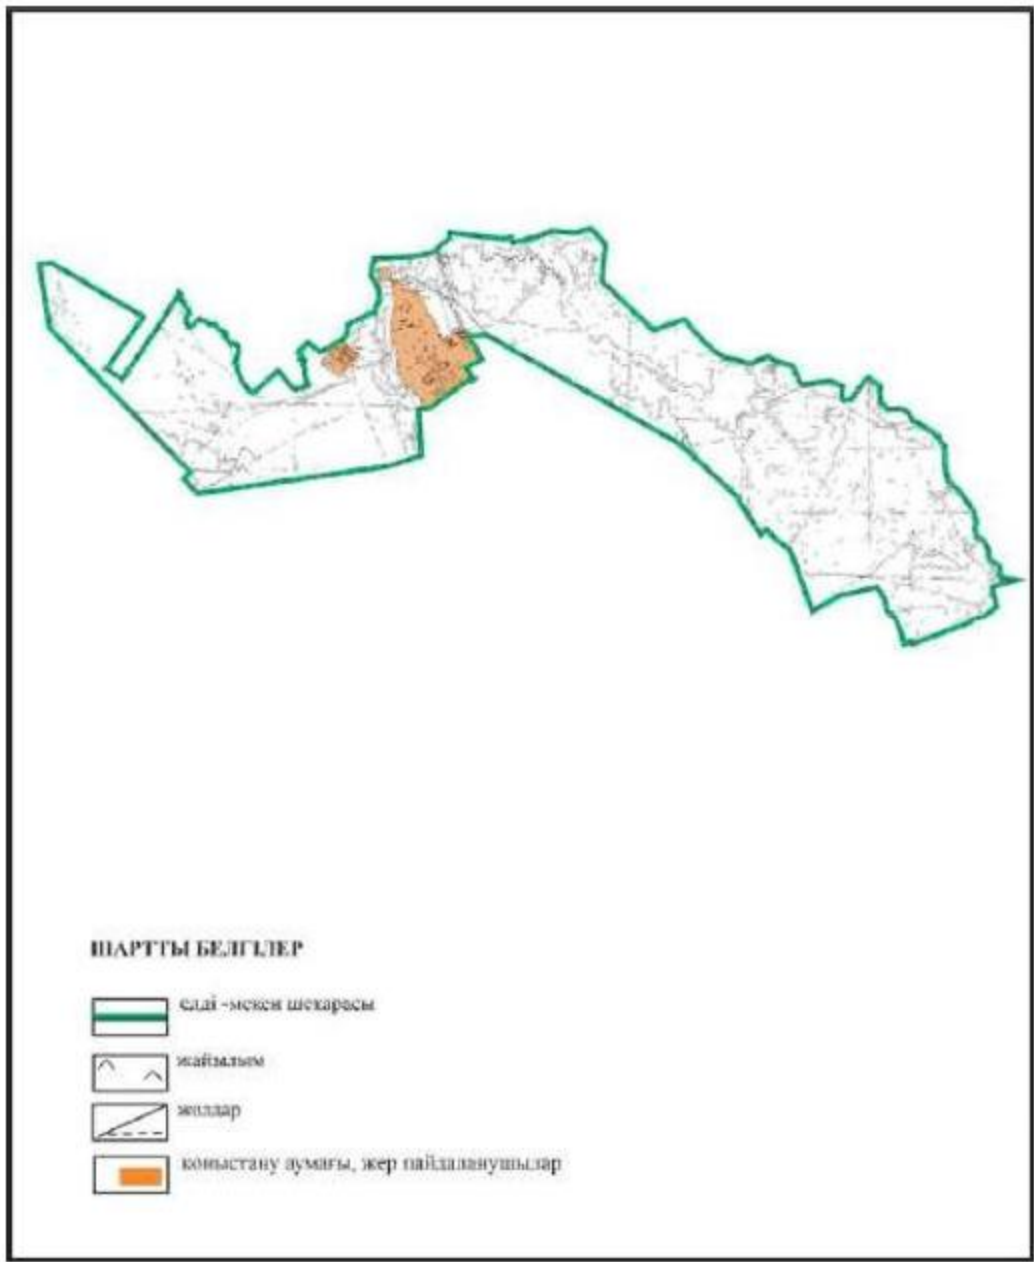 ШАРТТЫ БЕЛГІЛЕР
елді -мекен шекарасы
жайылым
жолдар
қоныстану аумағы, жер пайдаланушылар